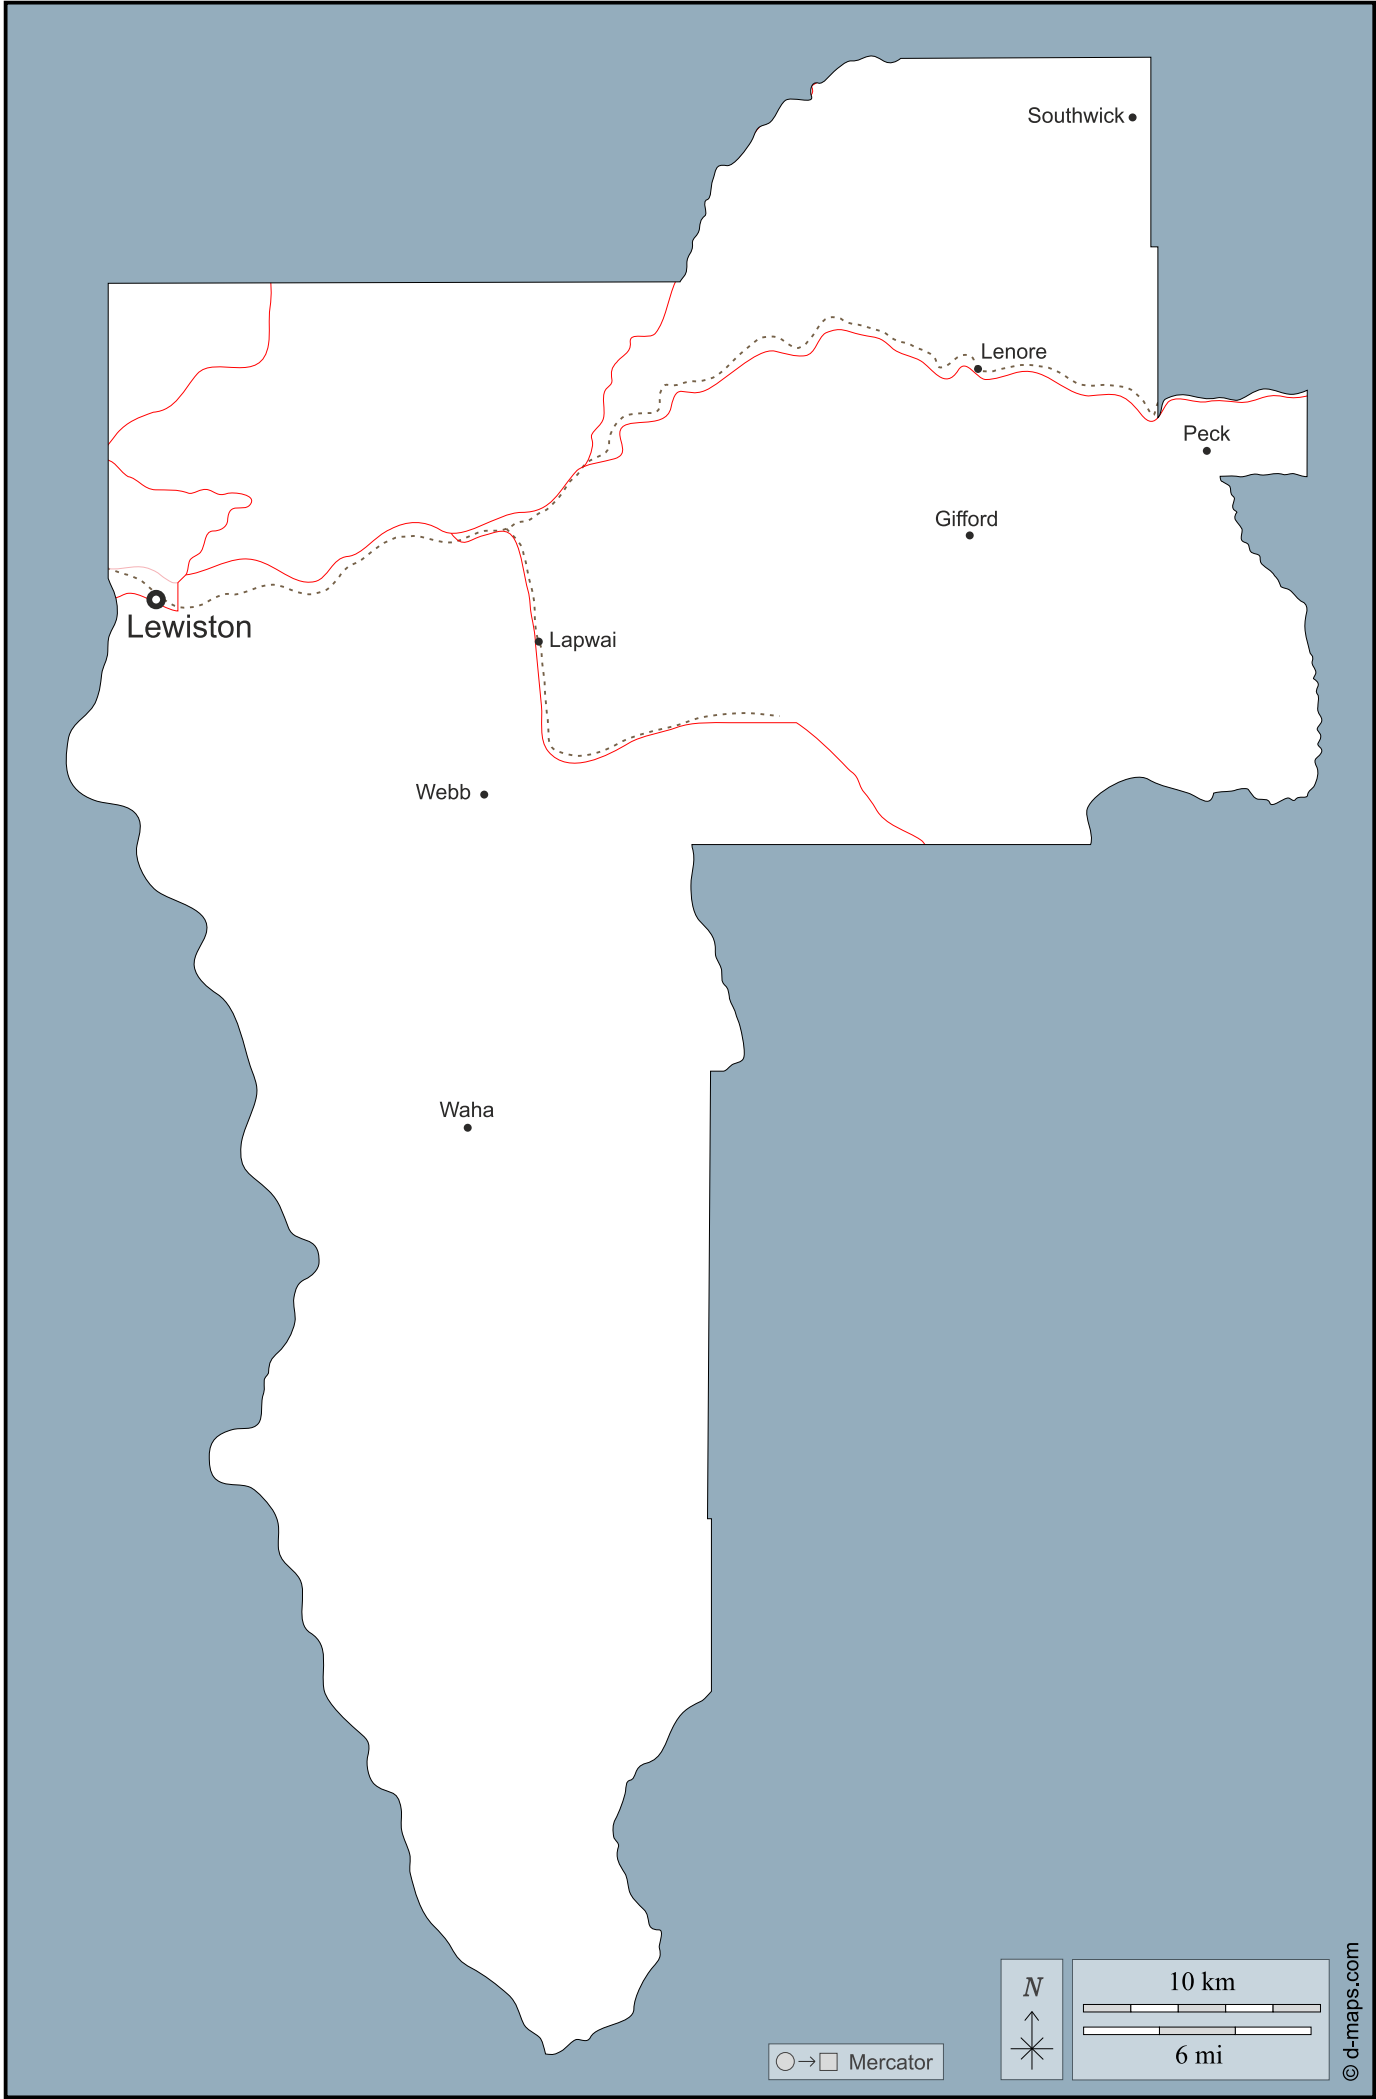 Southwick
Lenore
Peck
Gifford
Lewiston
Lapwai
Webb
Waha
N
10 km
6 mi
Mercator
© d-maps.com